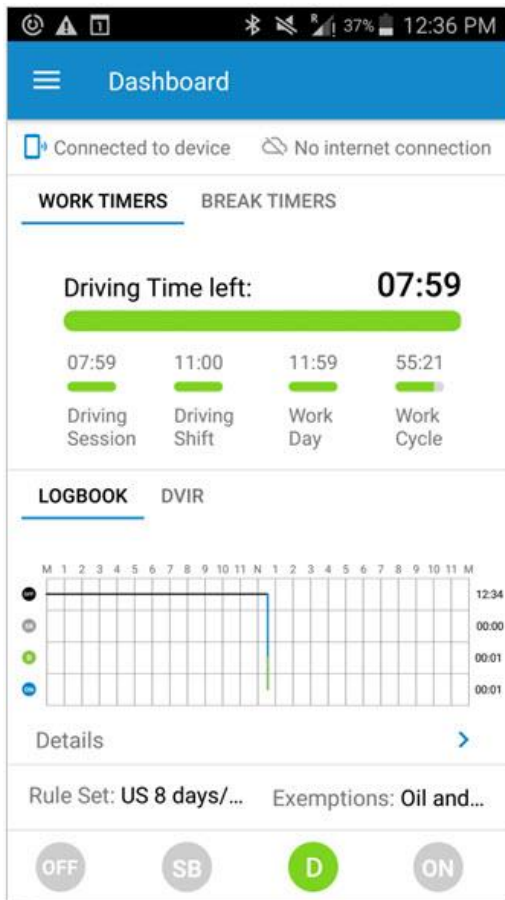 1 R 37% 12:36 PM
Dashboard
Connected to device No internet connection
WORK TIMERS BREAK TIMERS
Driving Time left: 07:59
07:59 11:00 11:59 55:21
Driving Session Driving Shift Work Day Work Cycle
LOGBOOK DVIR
M 1 2 3 4 5 6 7 8 9 10 11 N 1 2 3 4 5 6 7 8 9 10 11 M
OFF 12:34
SB 00:00
D 00:01
ON 00:01
Details
Rule Set: US 8 days/... Exemptions: Oil and...
OFF SB D ON